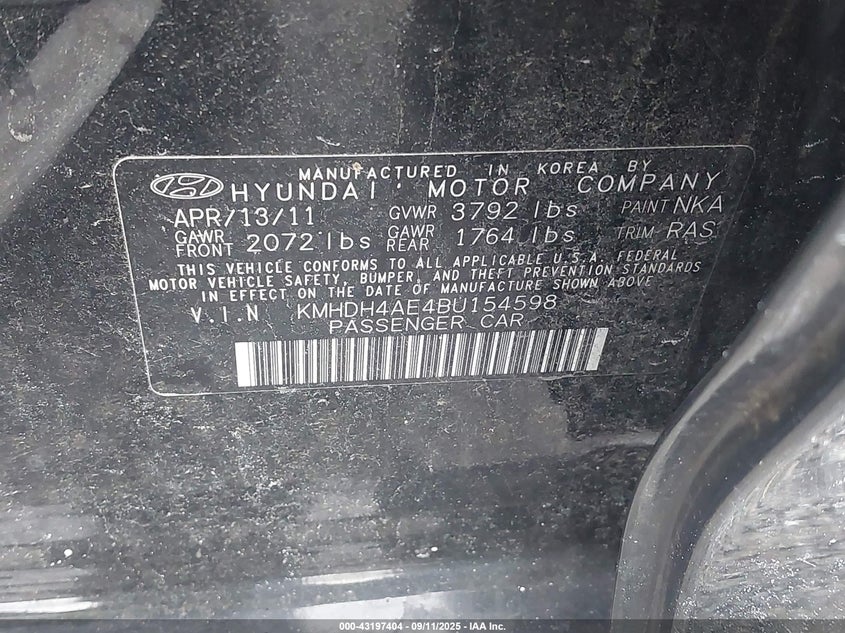 MANUFACTURED IN KOREA BY
HYUNDAI MOTOR COMPANY
APR/13/11 GVWR 3792 lbs PAINT NKA
GAWR FRONT 2072 lbs GAWR REAR 1764 lbs TRIM RAS
THIS VEHICLE CONFORMS TO ALL APPLICABLE U.S.A. FEDERAL
MOTOR VEHICLE SAFETY, BUMPER, AND THEFT PREVENTION STANDARDS
IN EFFECT ON THE DATE OF MANUFACTURE SHOWN ABOVE
V.I.N KMHDH4AE4BU154598
PASSENGER CAR
000-43197404 - 09/11/2025 - IAA Inc.